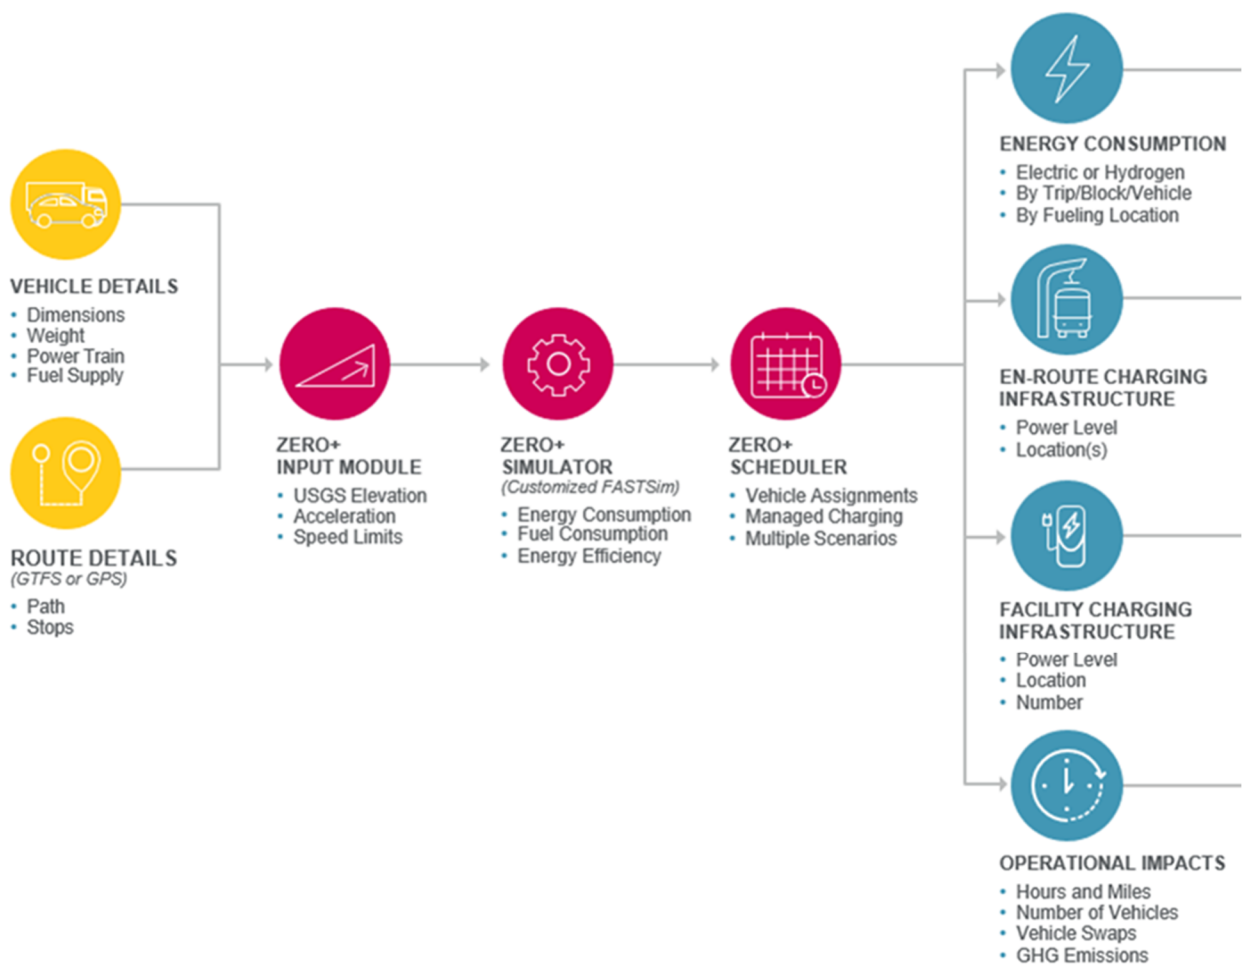 VEHICLE DETAILS
• Dimensions
• Weight
• Power Train
• Fuel Supply
ROUTE DETAILS
(GTFS or GPS)
• Path
• Stops
ZERO+
INPUT MODULE
• USGS Elevation
• Acceleration
• Speed Limits
ZERO+
SIMULATOR
(Customized FASTSim)
• Energy Consumption
• Fuel Consumption
• Energy Efficiency
ZERO+
SCHEDULER
• Vehicle Assignments
• Managed Charging
• Multiple Scenarios
ENERGY CONSUMPTION
• Electric or Hydrogen
• By Trip/Block/Vehicle
• By Fueling Location
EN-ROUTE CHARGING
INFRASTRUCTURE
• Power Level
• Location(s)
FACILITY CHARGING
INFRASTRUCTURE
• Power Level
• Location
• Number
OPERATIONAL IMPACTS
• Hours and Miles
• Number of Vehicles
• Vehicle Swaps
• GHG Emissions